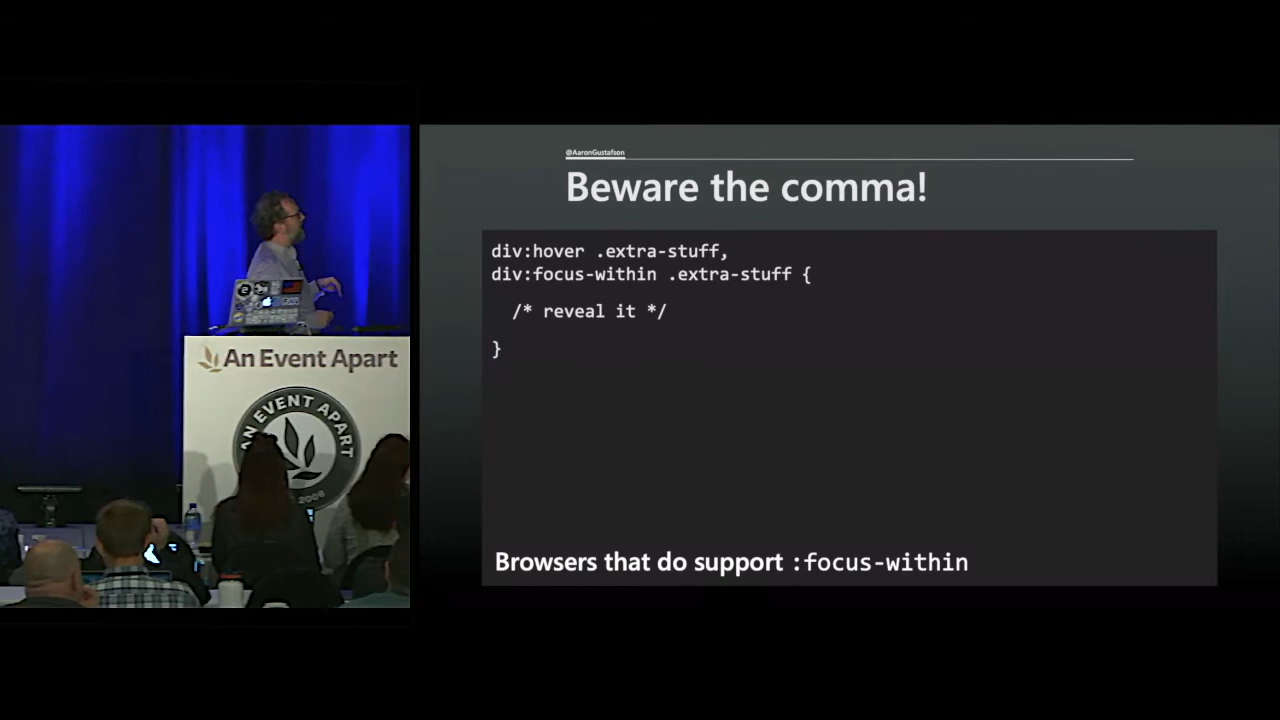 @AaronGustafson
Beware the comma!
div:hover .extra-stuff,
div:focus-within .extra-stuff {
/* reveal it */
}
Browsers that do support :focus-within
An Event Apart
AN EVENT APART
2006